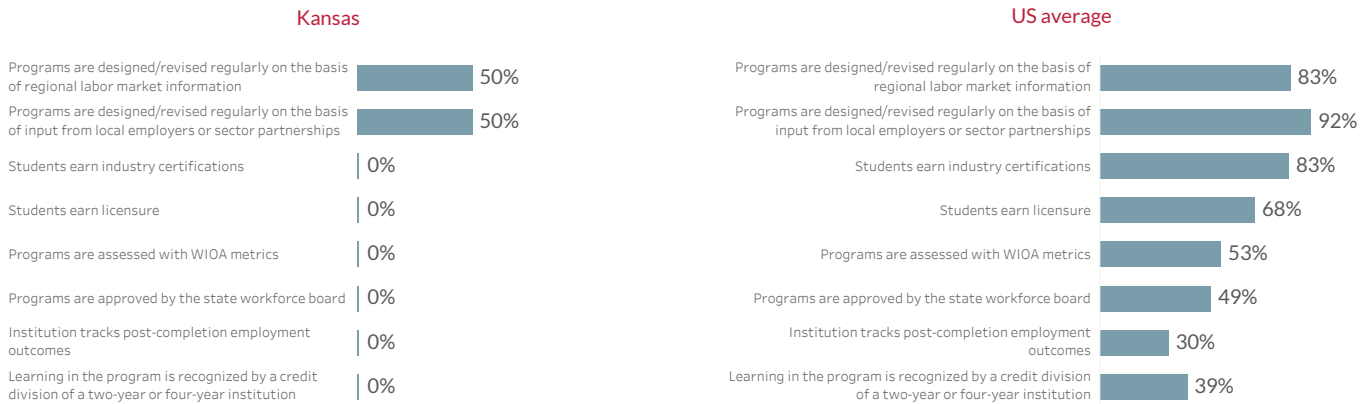 Kansas
Programs are designed/revised regularly on the basis
of regional labor market information
50%
Programs are designed/revised regularly on the basis
of input from local employers or sector partnerships
50%
Students earn industry certifications
0%
Students earn licensure
0%
Programs are assessed with WIOA metrics
0%
Programs are approved by the state workforce board
0%
Institution tracks post-completion employment
outcomes
0%
Learning in the program is recognized by a credit
division of a two-year or four-year institution
0%
US average
Programs are designed/revised regularly on the basis of
regional labor market information
83%
Programs are designed/revised regularly on the basis of
input from local employers or sector partnerships
92%
Students earn industry certifications
83%
Students earn licensure
68%
Programs are assessed with WIOA metrics
53%
Programs are approved by the state workforce board
49%
Institution tracks post-completion employment
outcomes
30%
Learning in the program is recognized by a credit division
of a two-year or four-year institution
39%